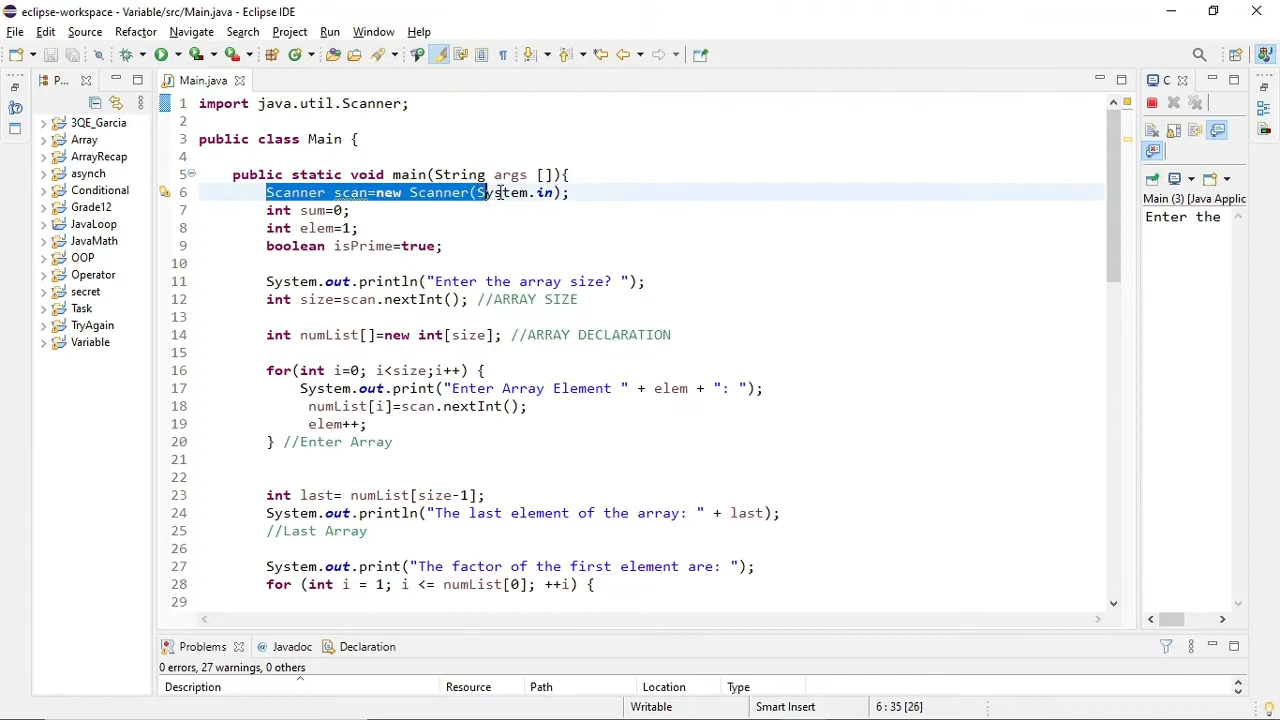 eclipse-workspace - Variable/src/Main.java - Eclipse IDE
File Edit Source Refactor Navigate Search Project Run Window Help
P...
Main.java
C
3QE_Garcia
Array
ArrayRecap
asynch
Conditional
Grade12
JavaLoop
JavaMath
OOP
Operator
secret
Task
TryAgain
Variable
1 import java.util.Scanner;
2
3 public class Main {
4
5 public static void main(String args []){
6 Scanner scan=new Scanner(System.in);
7 int sum=0;
8 int elem=1;
9 boolean isPrime=true;
10
11 System.out.println("Enter the array size? ");
12 int size=scan.nextInt(); //ARRAY SIZE
13
14 int numList[]=new int[size]; //ARRAY DECLARATION
15
16 for(int i=0; i<size;i++) {
17 System.out.print("Enter Array Element " + elem + ": ");
18 numList[i]=scan.nextInt();
19 elem++;
20 } //Enter Array
21
22
23 int last= numList[size-1];
24 System.out.println("The last element of the array: " + last);
25 //Last Array
26
27 System.out.print("The factor of the first element are: ");
28 for (int i = 1; i <= numList[0]; ++i) {
29
Main (3) [Java Applic
Enter the
Problems @ Javadoc Declaration
0 errors, 27 warnings, 0 others
Description Resource Path Location Type
Writable Smart Insert 6 : 35 [26]